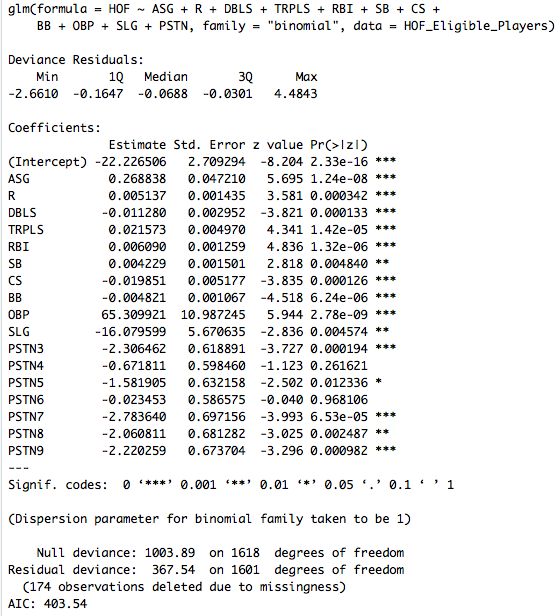 glm(formula = HOF ~ ASG + R + DBLS + TRPLS + RBI + SB + CS +
    BB + OBP + SLG + PSTN, family = "binomial", data = HOF_Eligible_Players)
Deviance Residuals:
    Min      1Q  Median      3Q     Max
-2.6610 -0.1647 -0.0688 -0.0301  4.4843
Coefficients:
              Estimate Std. Error z value Pr(>|z|)
(Intercept) -22.226506   2.709294  -8.204 2.33e-16 ***
ASG           0.268838   0.047210   5.695 1.24e-08 ***
R             0.005137   0.001435   3.581 0.000342 ***
DBLS         -0.011280   0.002952  -3.821 0.000133 ***
TRPLS         0.021573   0.004970   4.341 1.42e-05 ***
RBI           0.006090   0.001259   4.836 1.32e-06 ***
SB            0.004229   0.001501   2.818 0.004840 **
CS           -0.019851   0.005177  -3.835 0.000126 ***
BB           -0.004821   0.001067  -4.518 6.24e-06 ***
OBP          65.309921  10.987245   5.944 2.78e-09 ***
SLG         -16.079599   5.670635  -2.836 0.004574 **
PSTN3        -2.306462   0.618891  -3.727 0.000194 ***
PSTN4        -0.671811   0.598460  -1.123 0.261621
PSTN5        -1.581905   0.632158  -2.502 0.012336 *
PSTN6        -0.023453   0.586575  -0.040 0.968106
PSTN7        -2.783640   0.697156  -3.993 6.53e-05 ***
PSTN8        -2.060811   0.681282  -3.025 0.002487 **
PSTN9        -2.220259   0.673704  -3.296 0.000982 ***
---
Signif. codes:  0 ‘***’ 0.001 ‘**’ 0.01 ‘*’ 0.05 ‘.’ 0.1 ‘ ’ 1
(Dispersion parameter for binomial family taken to be 1)
    Null deviance: 1003.89  on 1618  degrees of freedom
Residual deviance:  367.54  on 1601  degrees of freedom
  (174 observations deleted due to missingness)
AIC: 403.54